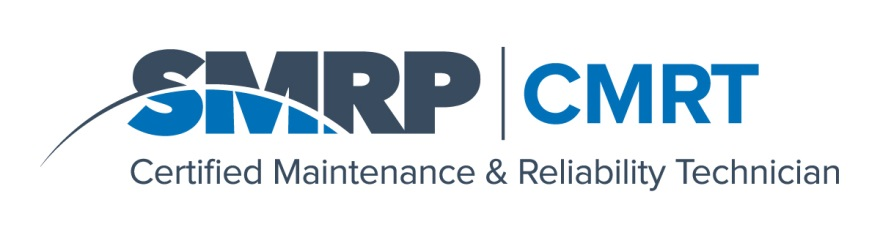 SMRP | CMRT
Certified Maintenance & Reliability Technician